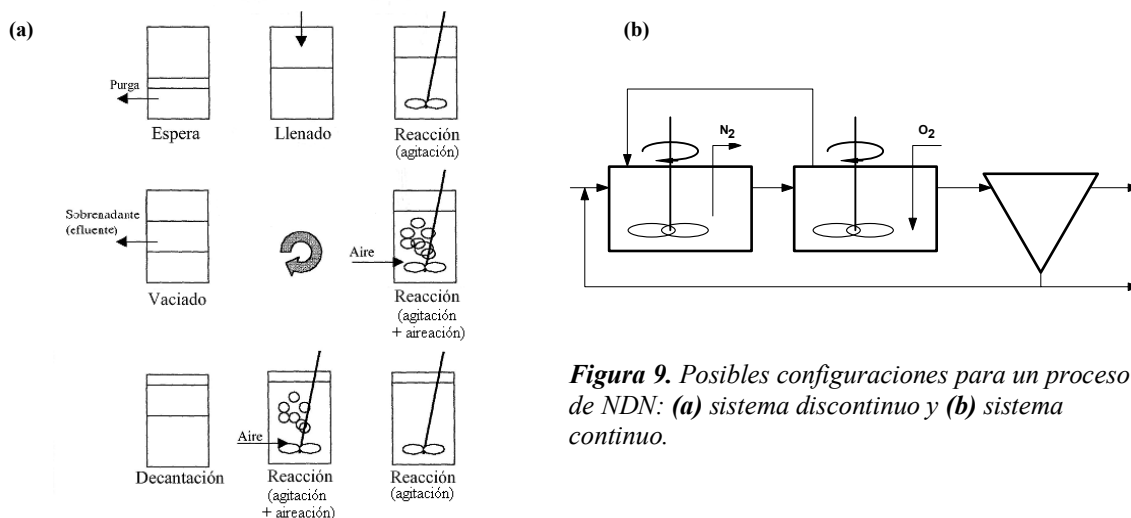 (a)
Purga
Espera
Llenado
Reacción
(agitación)
Sobrenadante
(efluente)
Vaciado
Aire
Reacción
(agitación
+ aireación)
Decantación
Aire
Reacción
(agitación
+ aireación)
Reacción
(agitación)
(b)
N2
O2
Figura 9. Posibles configuraciones para un proceso
de NDN: (a) sistema discontinuo y (b) sistema
continuo.